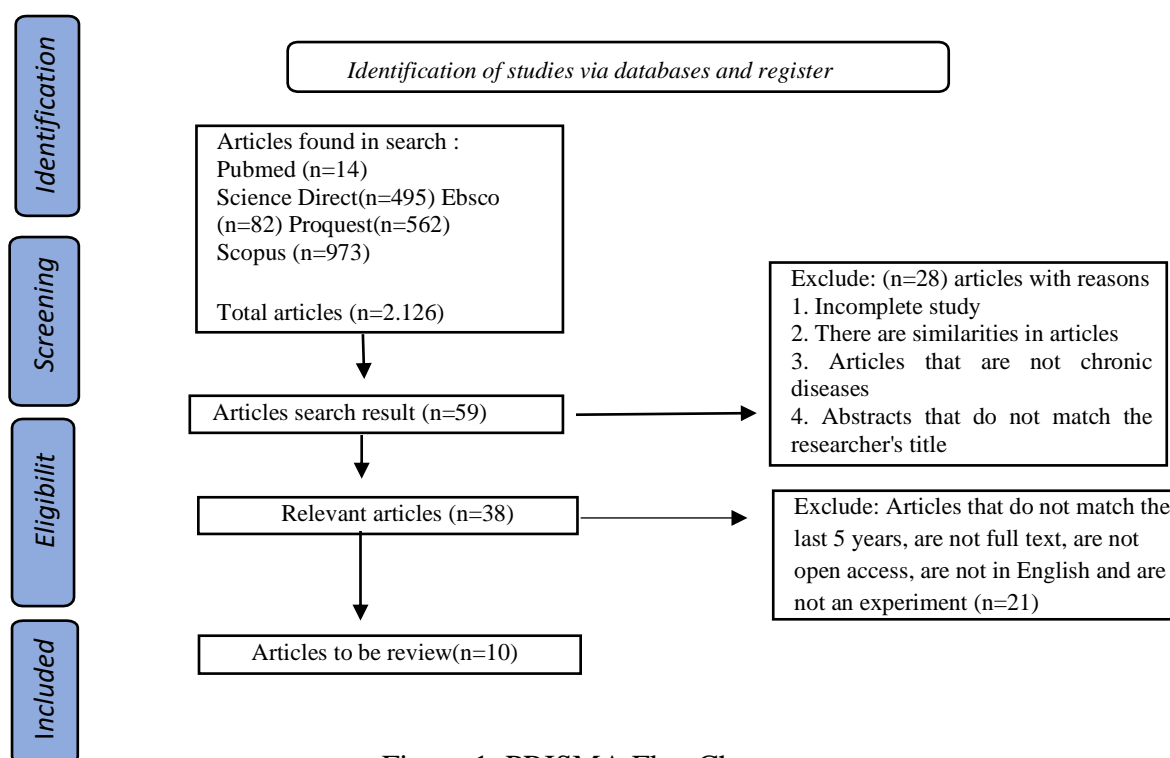 Identification
Screening
Eligibilit
Included
Identification of studies via databases and register
Articles found in search :
Pubmed (n=14)
Science Direct(n=495) Ebsco
(n=82) Proquest(n=562)
Scopus (n=973)
Total articles (n=2.126)
Exclude: (n=28) articles with reasons
1. Incomplete study
2. There are similarities in articles
3. Articles that are not chronic
diseases
4. Abstracts that do not match the
researcher's title
Articles search result (n=59)
Relevant articles (n=38)
Exclude: Articles that do not match the
last 5 years, are not full text, are not
open access, are not in English and are
not an experiment (n=21)
Articles to be review(n=10)
Figure 1. PRISMA Flow Ch